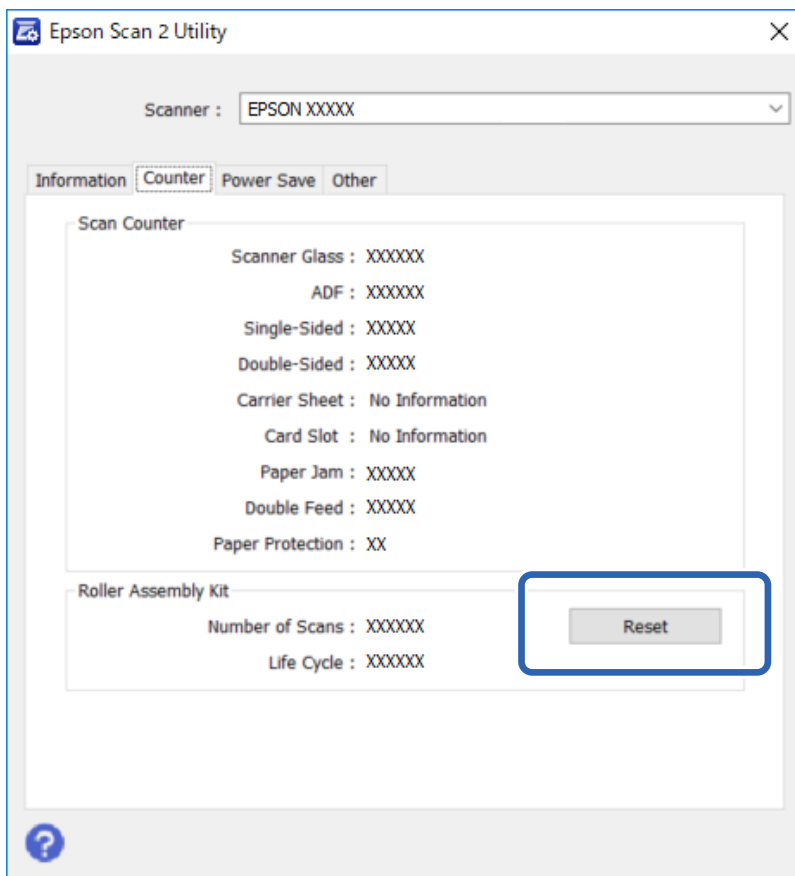 Epson Scan 2 Utility
Scanner : EPSON XXXXX
Information Counter Power Save Other
Scan Counter
Scanner Glass : XXXXXX
ADF : XXXXXX
Single-Sided : XXXXX
Double-Sided : XXXXX
Carrier Sheet : No Information
Card Slot : No Information
Paper Jam : XXXXX
Double Feed : XXXXX
Paper Protection : XX
Roller Assembly Kit
Number of Scans : XXXXXX Reset
Life Cycle : XXXXXX
?